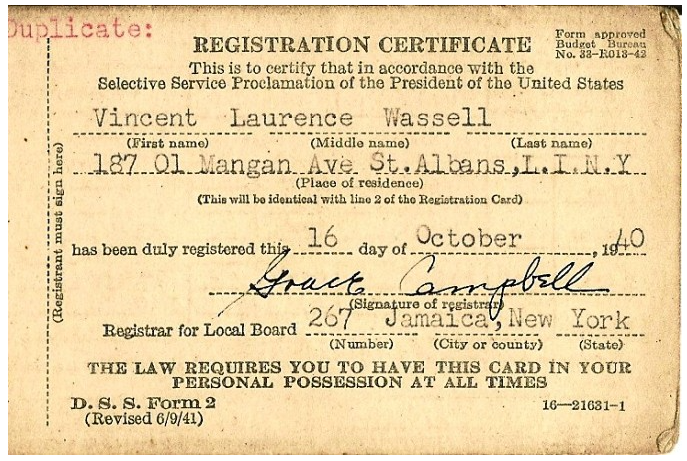 Duplicate:
REGISTRATION CERTIFICATE
Form approved
Budget Bureau
No. 33-R013-42
This is to certify that in accordance with the
Selective Service Proclamation of the President of the United States
Vincent Laurence Wassell
(First name) (Middle name) (Last name)
187 01 Mangan Ave St.Albans,L.I.N.Y
(Place of residence)
(This will be identical with line 2 of the Registration Card)
has been duly registered this 16 day of October, 1940
Grace Campbell
(Signature of registrar)
Registrar for Local Board 267 Jamaica,New York
(Number) (City or county) (State)
THE LAW REQUIRES YOU TO HAVE THIS CARD IN YOUR
PERSONAL POSSESSION AT ALL TIMES
D. S. S. Form 2
(Revised 6/9/41)
16—21631-1
(Registrant must sign here)